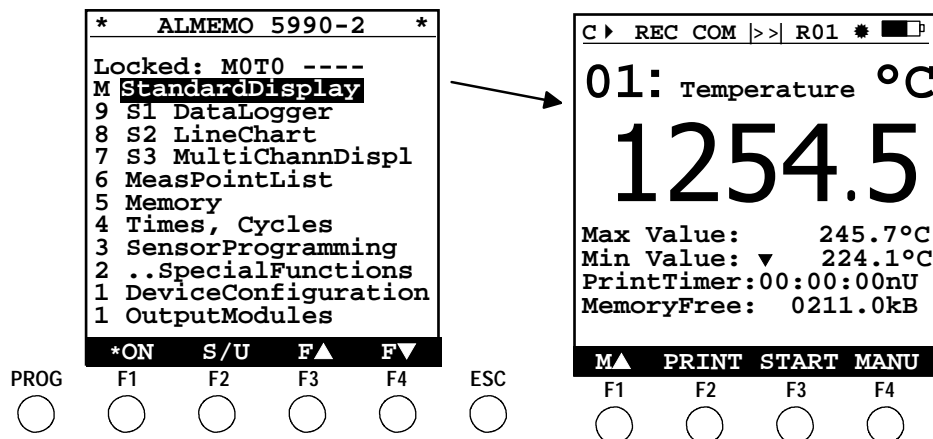 * ALMEMO 5990-2 *
Locked: M0T0 ----
M StandardDisplay
9 S1 DataLogger
8 S2 LineChart
7 S3 MultiChannDispl
6 MeasPointList
5 Memory
4 Times, Cycles
3 SensorProgramming
2 ..SpecialFunctions
1 DeviceConfiguration
1 OutputModules
*ON S/U F▲ F▼
PROG F1 F2 F3 F4 ESC
C▶ REC COM |>>| R01 ✸
01: Temperature °C
1254.5
Max Value: 245.7°C
Min Value: ▼ 224.1°C
PrintTimer:00:00:00nU
MemoryFree: 0211.0kB
M▲ PRINT START MANU
F1 F2 F3 F4